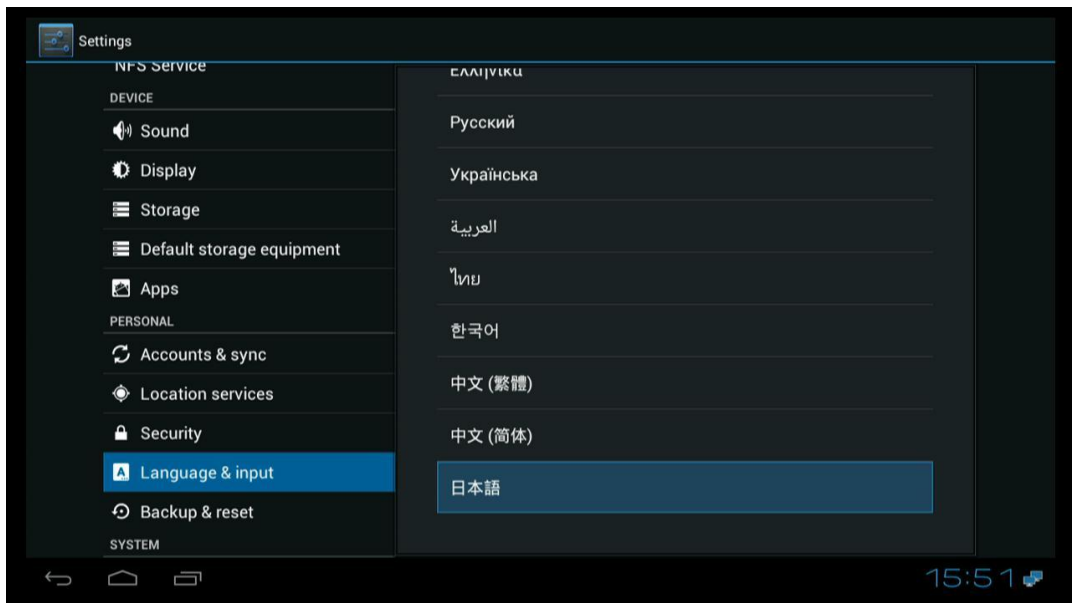 Settings
NFS Service
DEVICE
Sound
Display
Storage
Default storage equipment
Apps
PERSONAL
Accounts & sync
Location services
Security
Language & input
Backup & reset
SYSTEM
Ελληνικά
Русский
Українська
العربية
ไทย
한국어
中文 (繁體)
中文 (简体)
日本語
15:51